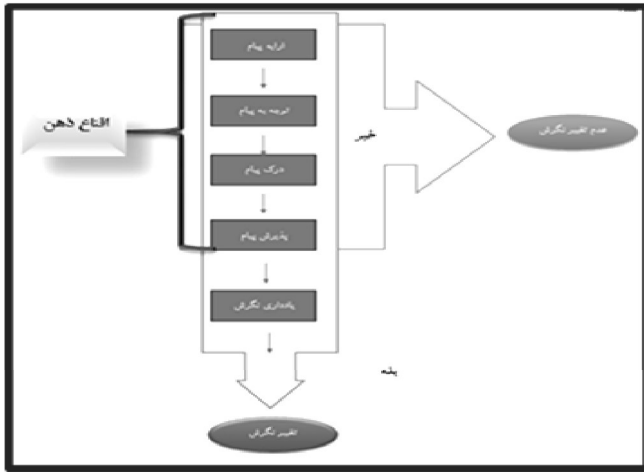 ارایه پیام
توجه به پیام
درک پیام
پذیرش پیام
یادداری نگرش
تغییر نگرش
اقناع ذهن
خیر
عدم تغییر نگرش
بله